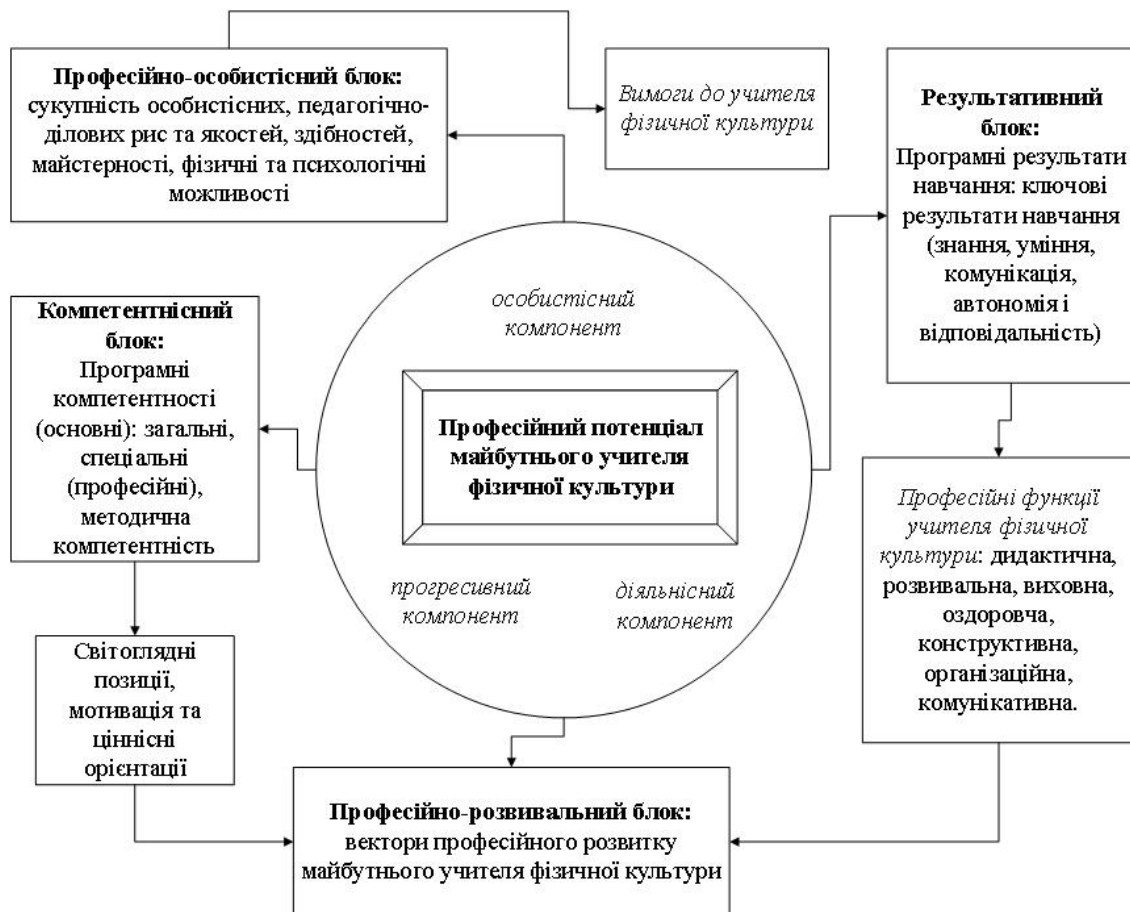 Професійно-особистісний блок:
сукупність особистісних, педагогічно-
ділових рис та якостей, здібностей,
майстерності, фізичні та психологічні
можливості
Вимоги до учителя
фізичної культури
Результативний
блок:
Програмні результати
навчання: ключові
результати навчання
(знання, уміння,
комунікація,
автономія і
відповідальність)
особистісний
компонент
Компетентнісний
блок:
Програмні
компетентності
(основні): загальні,
спеціальні
(професійні),
методична
компетентність
Професійний потенціал
майбутнього учителя
фізичної культури
Професійні функції
учителя фізичної
культури: дидактична,
розвивальна, виховна,
оздоровча,
конструктивна,
організаційна,
комунікативна.
прогресивний
компонент
діяльнісний
компонент
Світоглядні
позиції,
мотивація та
ціннісні
орієнтації
Професійно-розвивальний блок:
вектори професійного розвитку
майбутнього учителя фізичної культури